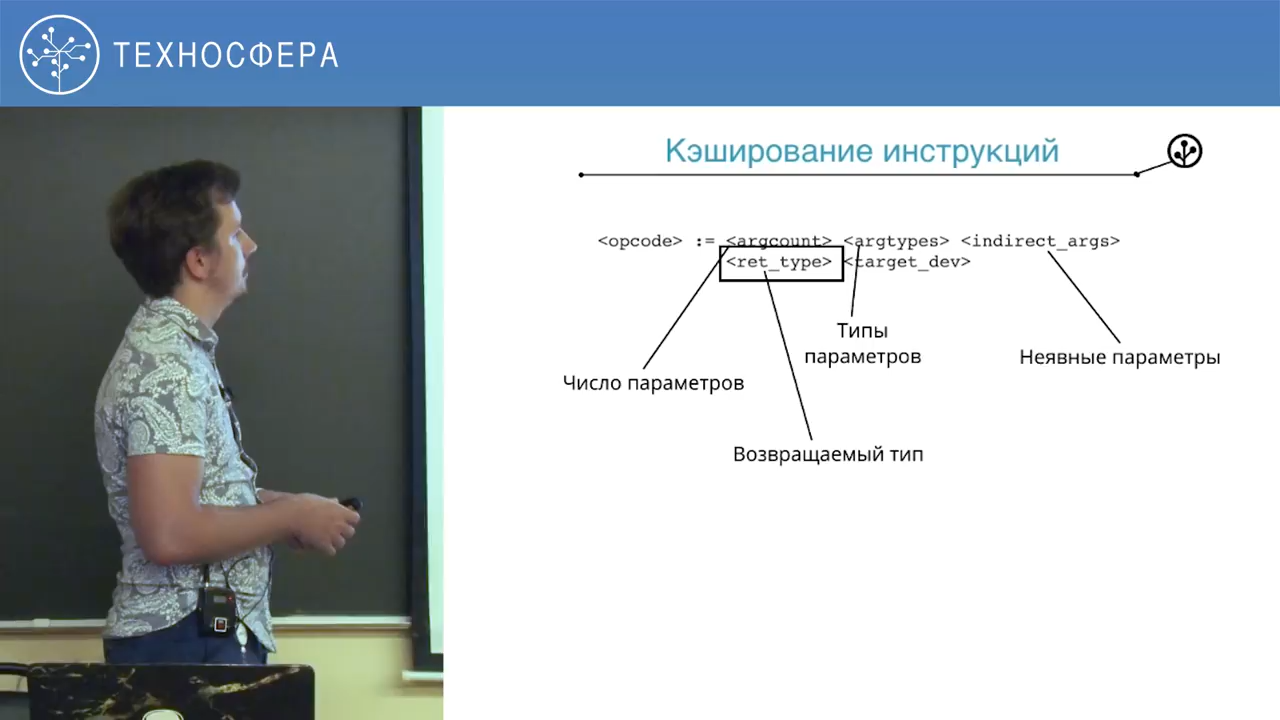 ТЕХНОСФЕРА
Кэширование инструкций
<opcode> := <argcount> <argtypes> <indirect_args>
<ret_type> <target_dev>
Типы
параметров
Неявные параметры
Число параметров
Возвращаемый тип